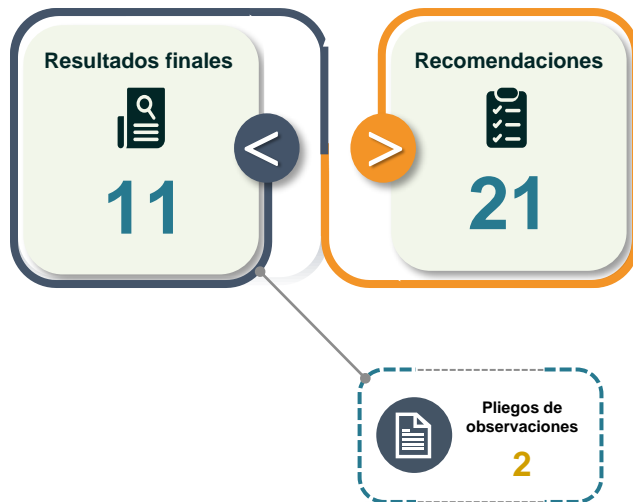 Resultados finales
11
<
>
Recomendaciones
21
Pliegos de
observaciones
2